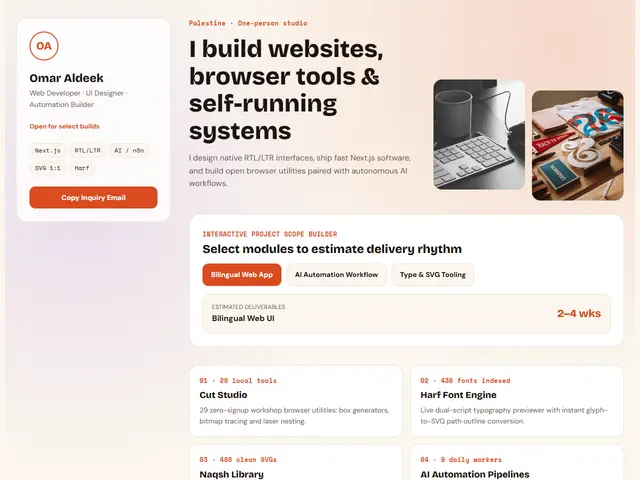 OA
Omar Aldeek
Web Developer · UI Designer ·
Automation Builder
Open for select builds
Next.js
RTL/LTR
AI / n8n
SVG 1:1
Harf
Copy Inquiry Email
Palestine · One-person studio
I build websites,
browser tools &
self-running
systems
I design native RTL/LTR interfaces, ship fast Next.js software,
and build open browser utilities paired with autonomous AI
workflows.
INTERACTIVE PROJECT SCOPE BUILDER
Select modules to estimate delivery rhythm
Bilingual Web App
AI Automation Workflow
Type & SVG Tooling
ESTIMATED DELIVERABLES
Bilingual Web UI
2–4 wks
01 · 29 local tools
Cut Studio
29 zero-signup workshop browser utilities: box generators,
bitmap tracing and laser nesting.
02 · 436 fonts indexed
Harf Font Engine
Live dual-script typography previewer with instant glyph-
to-SVG path outline conversion.
03 · 480 clean SVGs
Naqsh Library
04 · 9 daily workers
AI Automation Pipelines